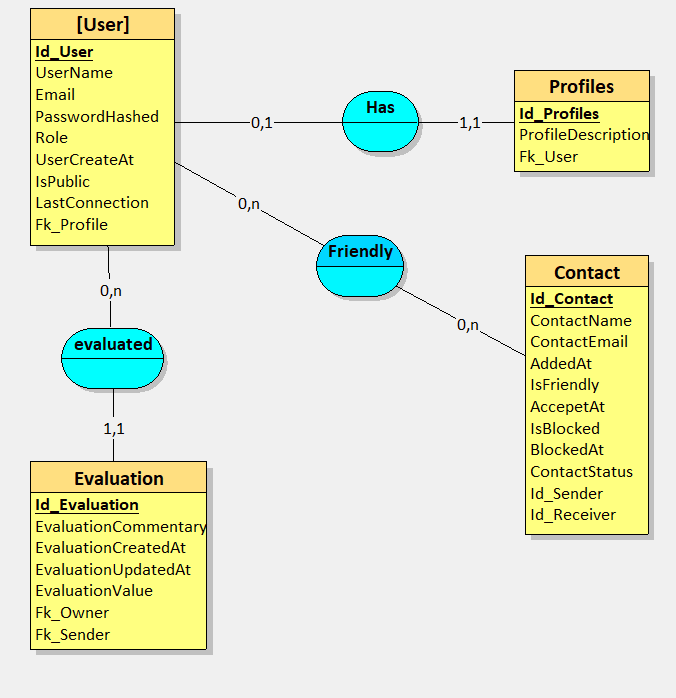 [User]
Id_User
UserName
Email
PasswordHashed
Role
UserCreateAt
IsPublic
LastConnection
Fk_Profile
0,1
Has
1,1
Profiles
Id_Profiles
ProfileDescription
Fk_User
0,n
Friendly
0,n
Contact
Id_Contact
ContactName
ContactEmail
AddedAt
IsFriendly
AccepetAt
IsBlocked
BlockedAt
ContactStatus
Id_Sender
Id_Receiver
0,n
evaluated
1,1
Evaluation
Id_Evaluation
EvaluationCommentary
EvaluationCreatedAt
EvaluationUpdatedAt
EvaluationValue
Fk_Owner
Fk_Sender